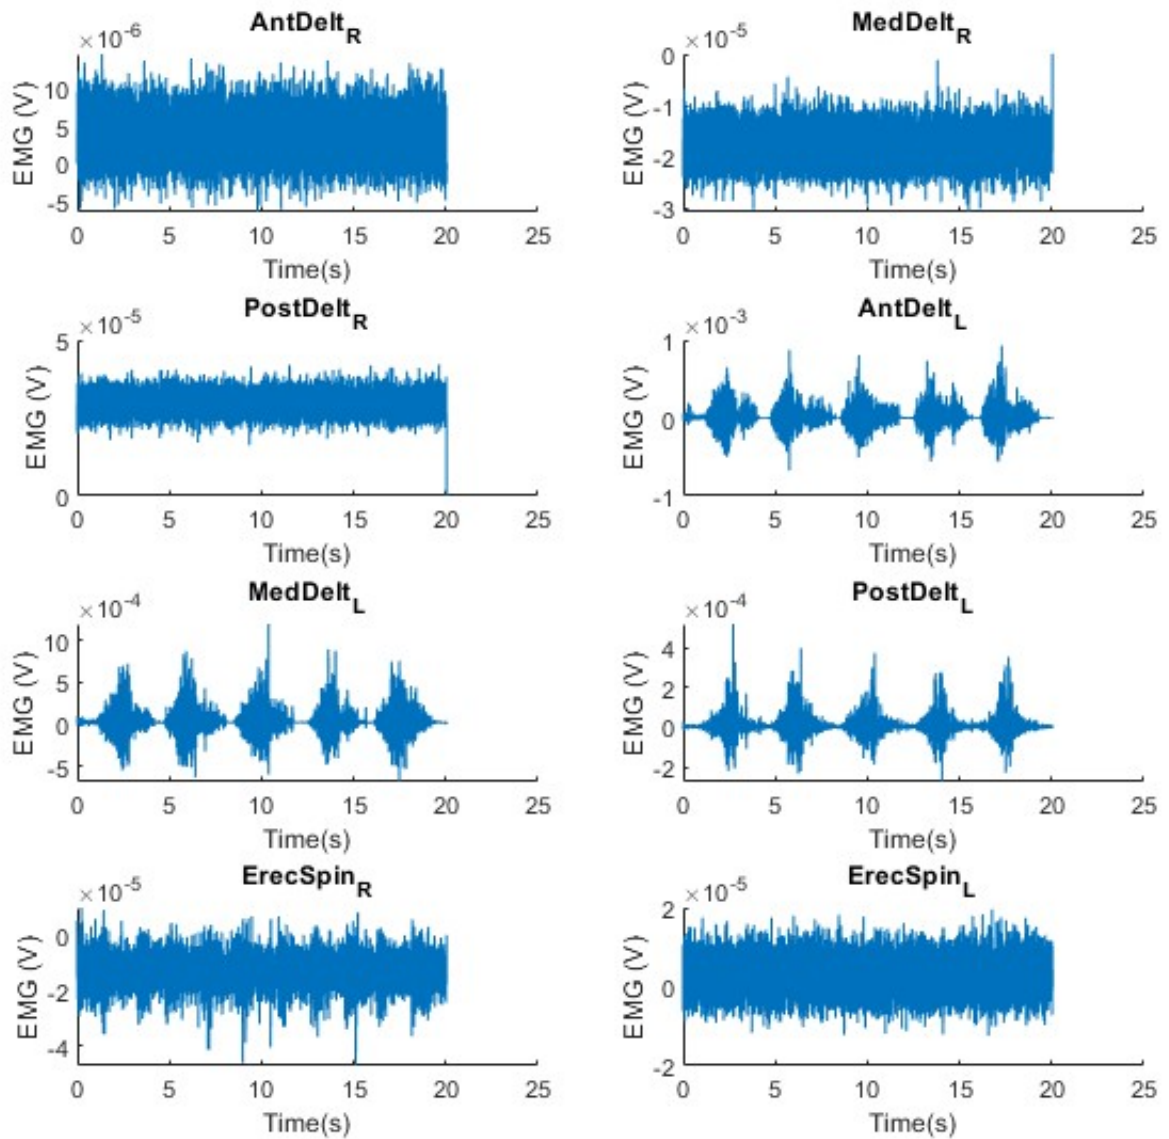 AntDelt_R
×10^-6
EMG (V)
10
5
0
-5
0 5 10 15 20 25
Time(s)
MedDelt_R
×10^-5
EMG (V)
0
-1
-2
-3
0 5 10 15 20 25
Time(s)
PostDelt_R
×10^-5
EMG (V)
5
0
0 5 10 15 20 25
Time(s)
AntDelt_L
×10^-3
EMG (V)
1
0
-1
0 5 10 15 20 25
Time(s)
MedDelt_L
×10^-4
EMG (V)
10
5
0
-5
0 5 10 15 20 25
Time(s)
PostDelt_L
×10^-4
EMG (V)
4
2
0
-2
0 5 10 15 20 25
Time(s)
ErecSpin_R
×10^-5
EMG (V)
0
-2
-4
0 5 10 15 20 25
Time(s)
ErecSpin_L
×10^-5
EMG (V)
2
0
-2
0 5 10 15 20 25
Time(s)